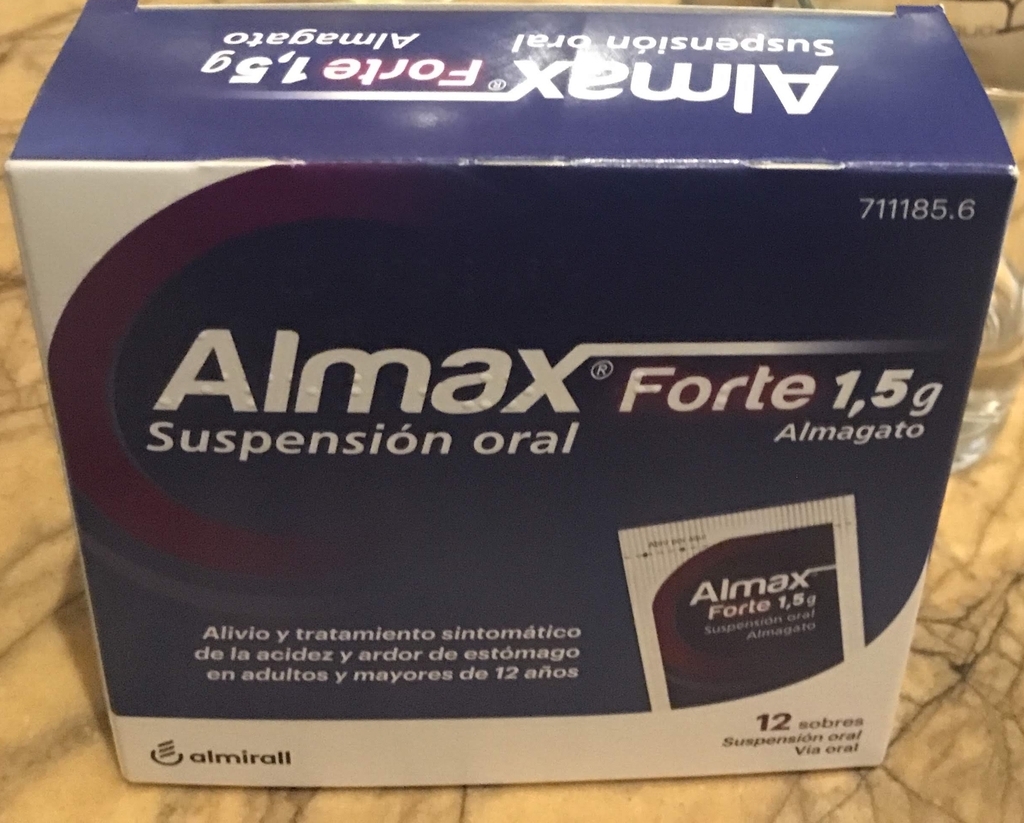 Almax® Forte 1,5g
Suspensión oral Almagato
711185.6
Almax® Forte 1,5g
Suspensión oral Almagato
Almax
Forte 1,5g
Suspensión oral
Almagato
Alivio y tratamiento sintomático
de la acidez y ardor de estómago
en adultos y mayores de 12 años
12 sobres
Suspensión oral
Vía oral
almirall